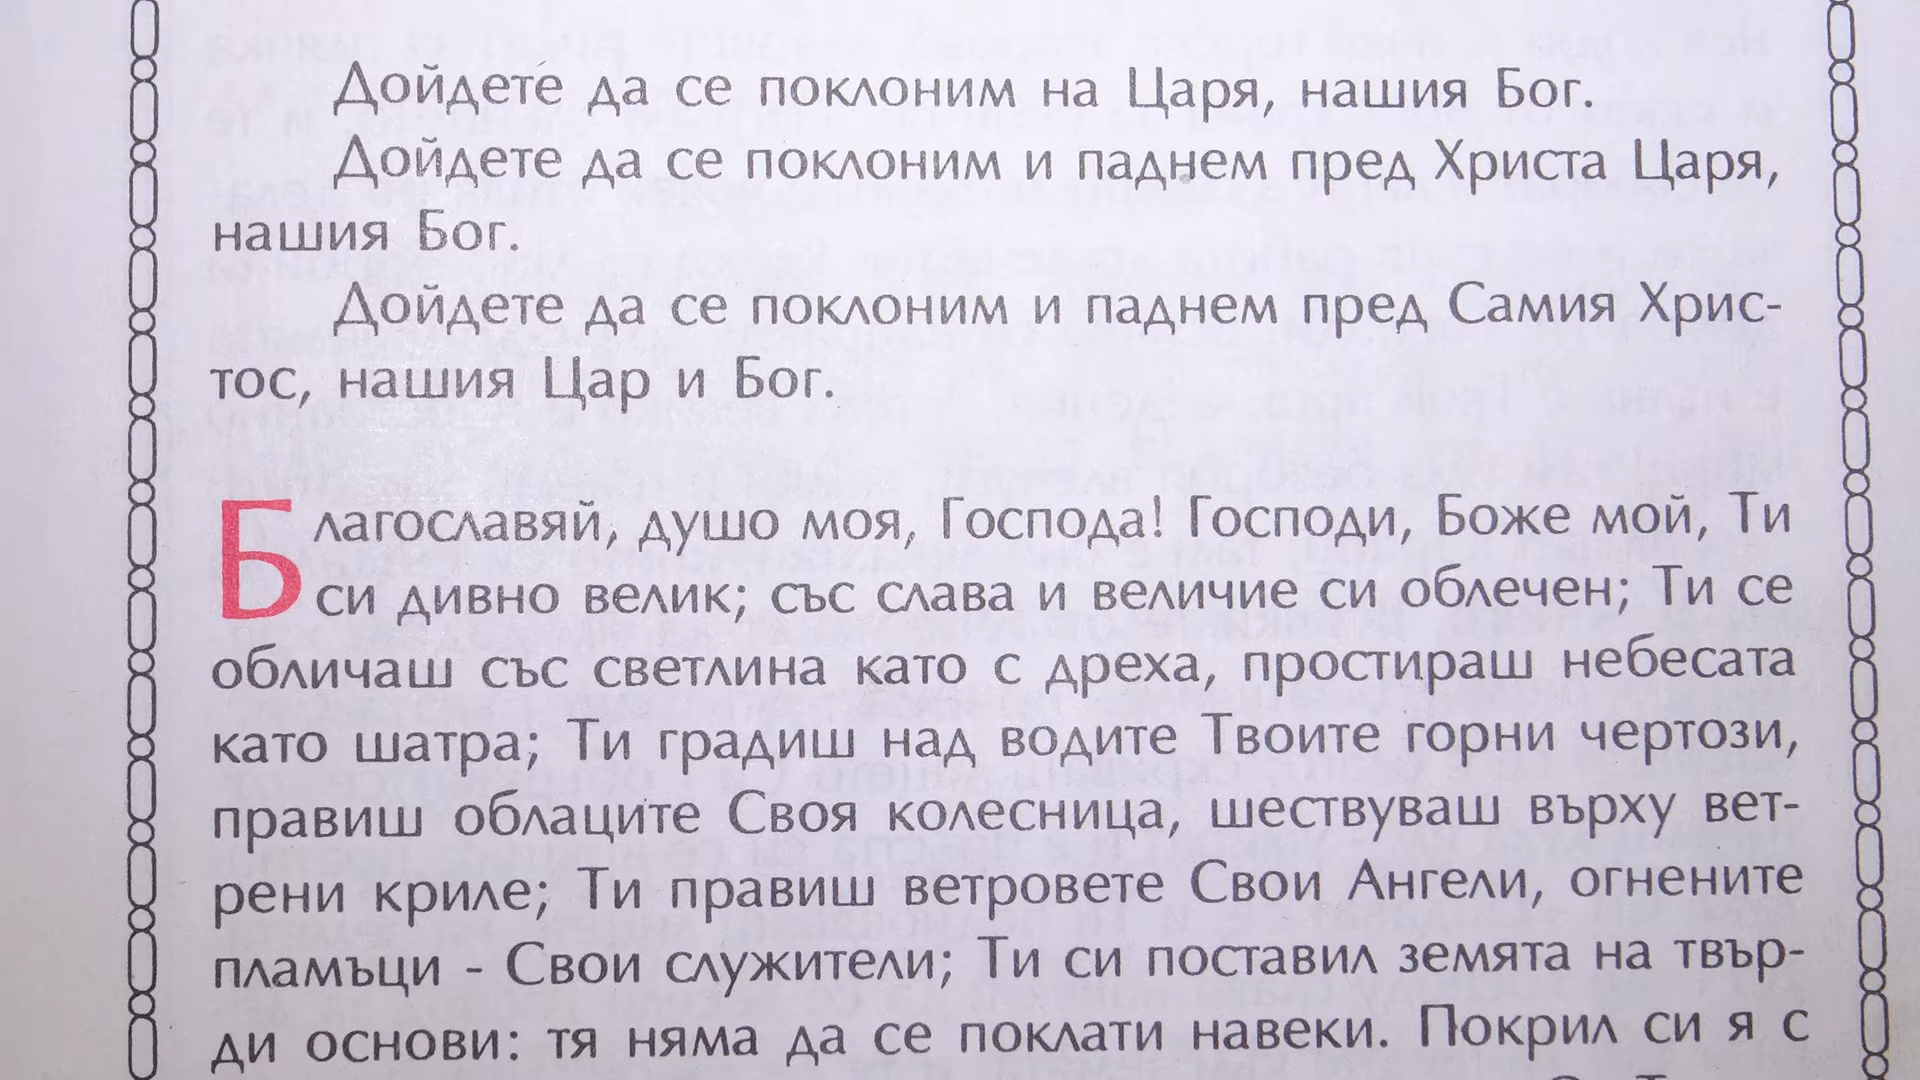 Дойдете́ да се поклоним на Царя, нашия Бог.
Дойдете да се поклоним и паднем пред Христа Царя,
нашия Бог.
Дойдете да се поклоним и паднем пред Самия Хрис-
тос, нашия Цар и Бог.
Благославяй, душо моя, Господа! Господи, Боже мой, Ти
си дивно велик; със слава и величие си облечен; Ти се
обличаш със светлина като с дреха, простираш небесата
като шатра; Ти градиш над водите Твоите горни чертози,
правиш облаците Своя колесница, шествуваш върху вет-
рени криле; Ти правиш ветровете Свои Ангели, огнените
пламъци - Свои служители; Ти си поставил земята на твър-
ди основи: тя няма да се поклати навеки. Покрил си я с